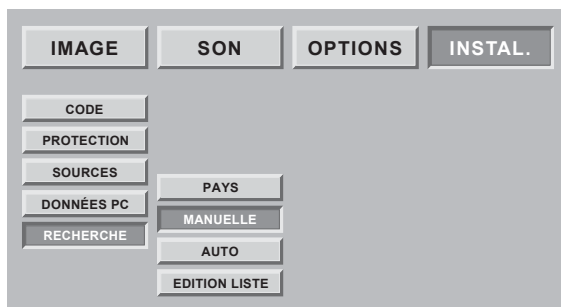 IMAGE SON OPTIONS INSTAL.
CODE
PROTECTION
SOURCES
DONNÉES PC
RECHERCHE
PAYS
MANUELLE
AUTO
EDITION LISTE